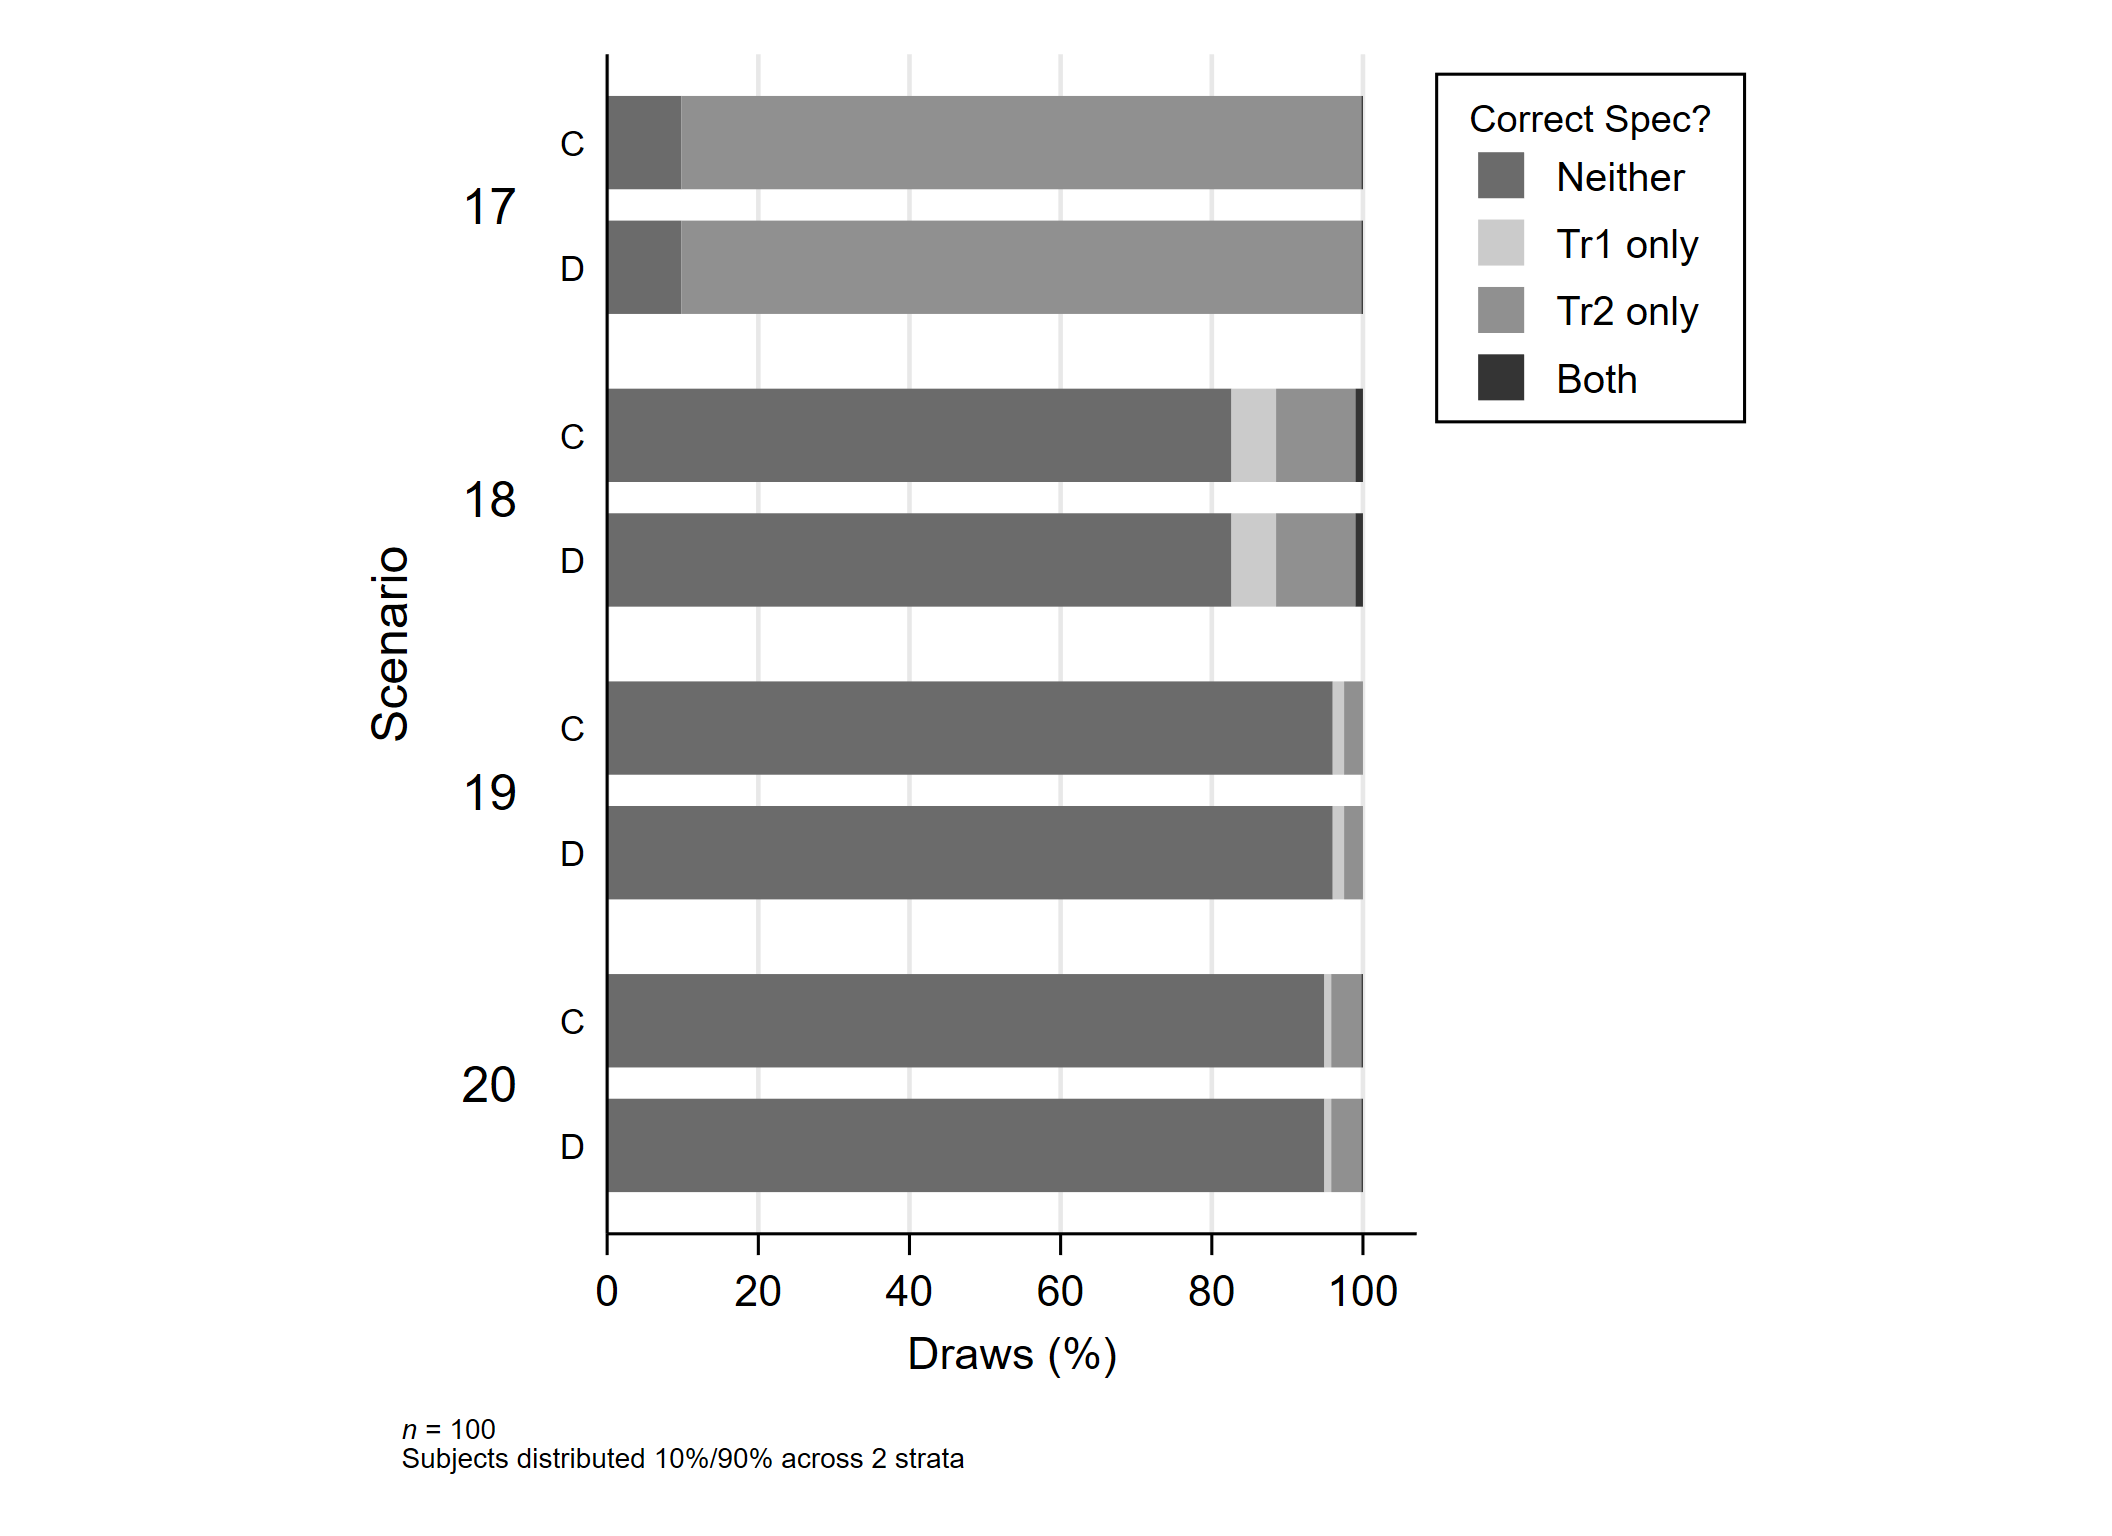 Correct Spec?
Neither
Tr1 only
Tr2 only
Both
Scenario
17
C
D
18
C
D
19
C
D
20
C
D
0 20 40 60 80 100
Draws (%)
n = 100
Subjects distributed 10%/90% across 2 strata